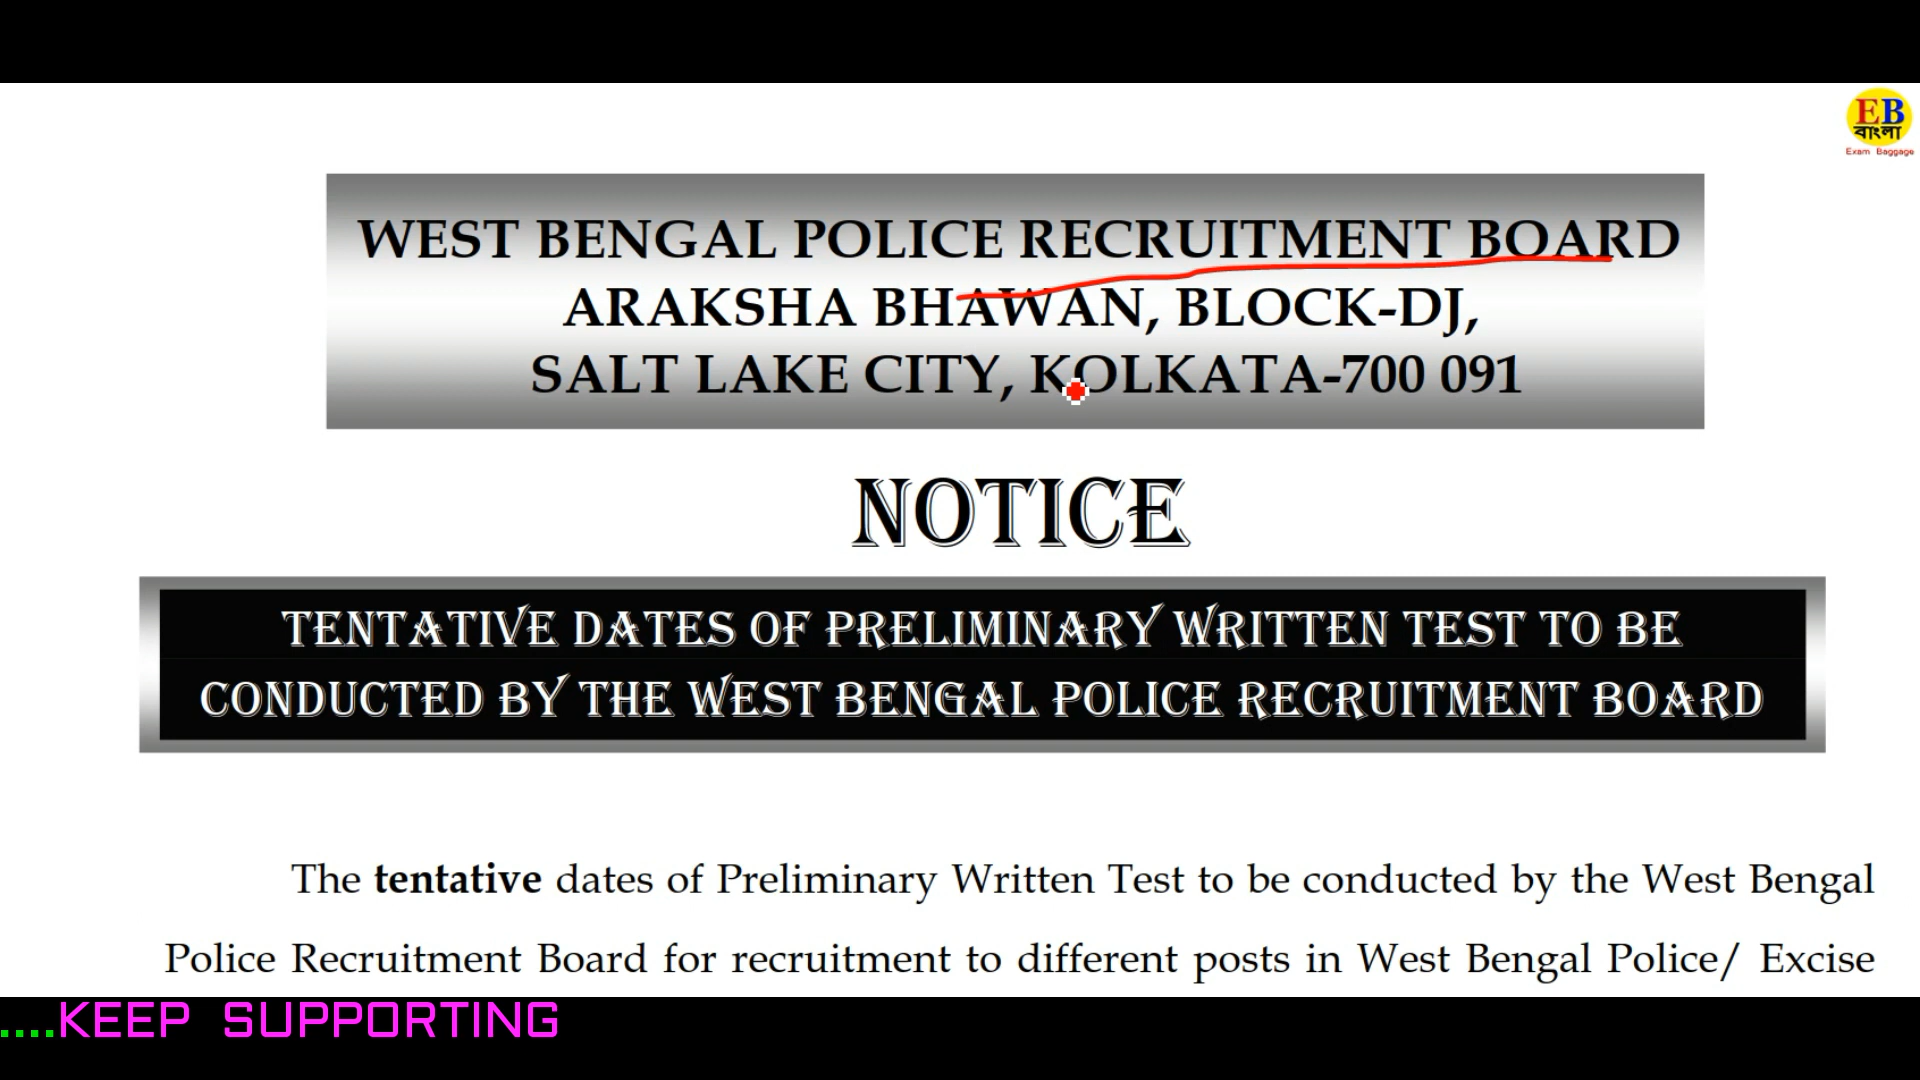 EB
বাংলা
Exam Baggage
WEST BENGAL POLICE RECRUITMENT BOARD
ARAKSHA BHAWAN, BLOCK-DJ,
SALT LAKE CITY, KOLKATA-700 091
NOTICE
TENTATIVE DATES OF PRELIMINARY WRITTEN TEST TO BE
CONDUCTED BY THE WEST BENGAL POLICE RECRUITMENT BOARD
The tentative dates of Preliminary Written Test to be conducted by the West Bengal
Police Recruitment Board for recruitment to different posts in West Bengal Police/ Excise
....KEEP SUPPORTING